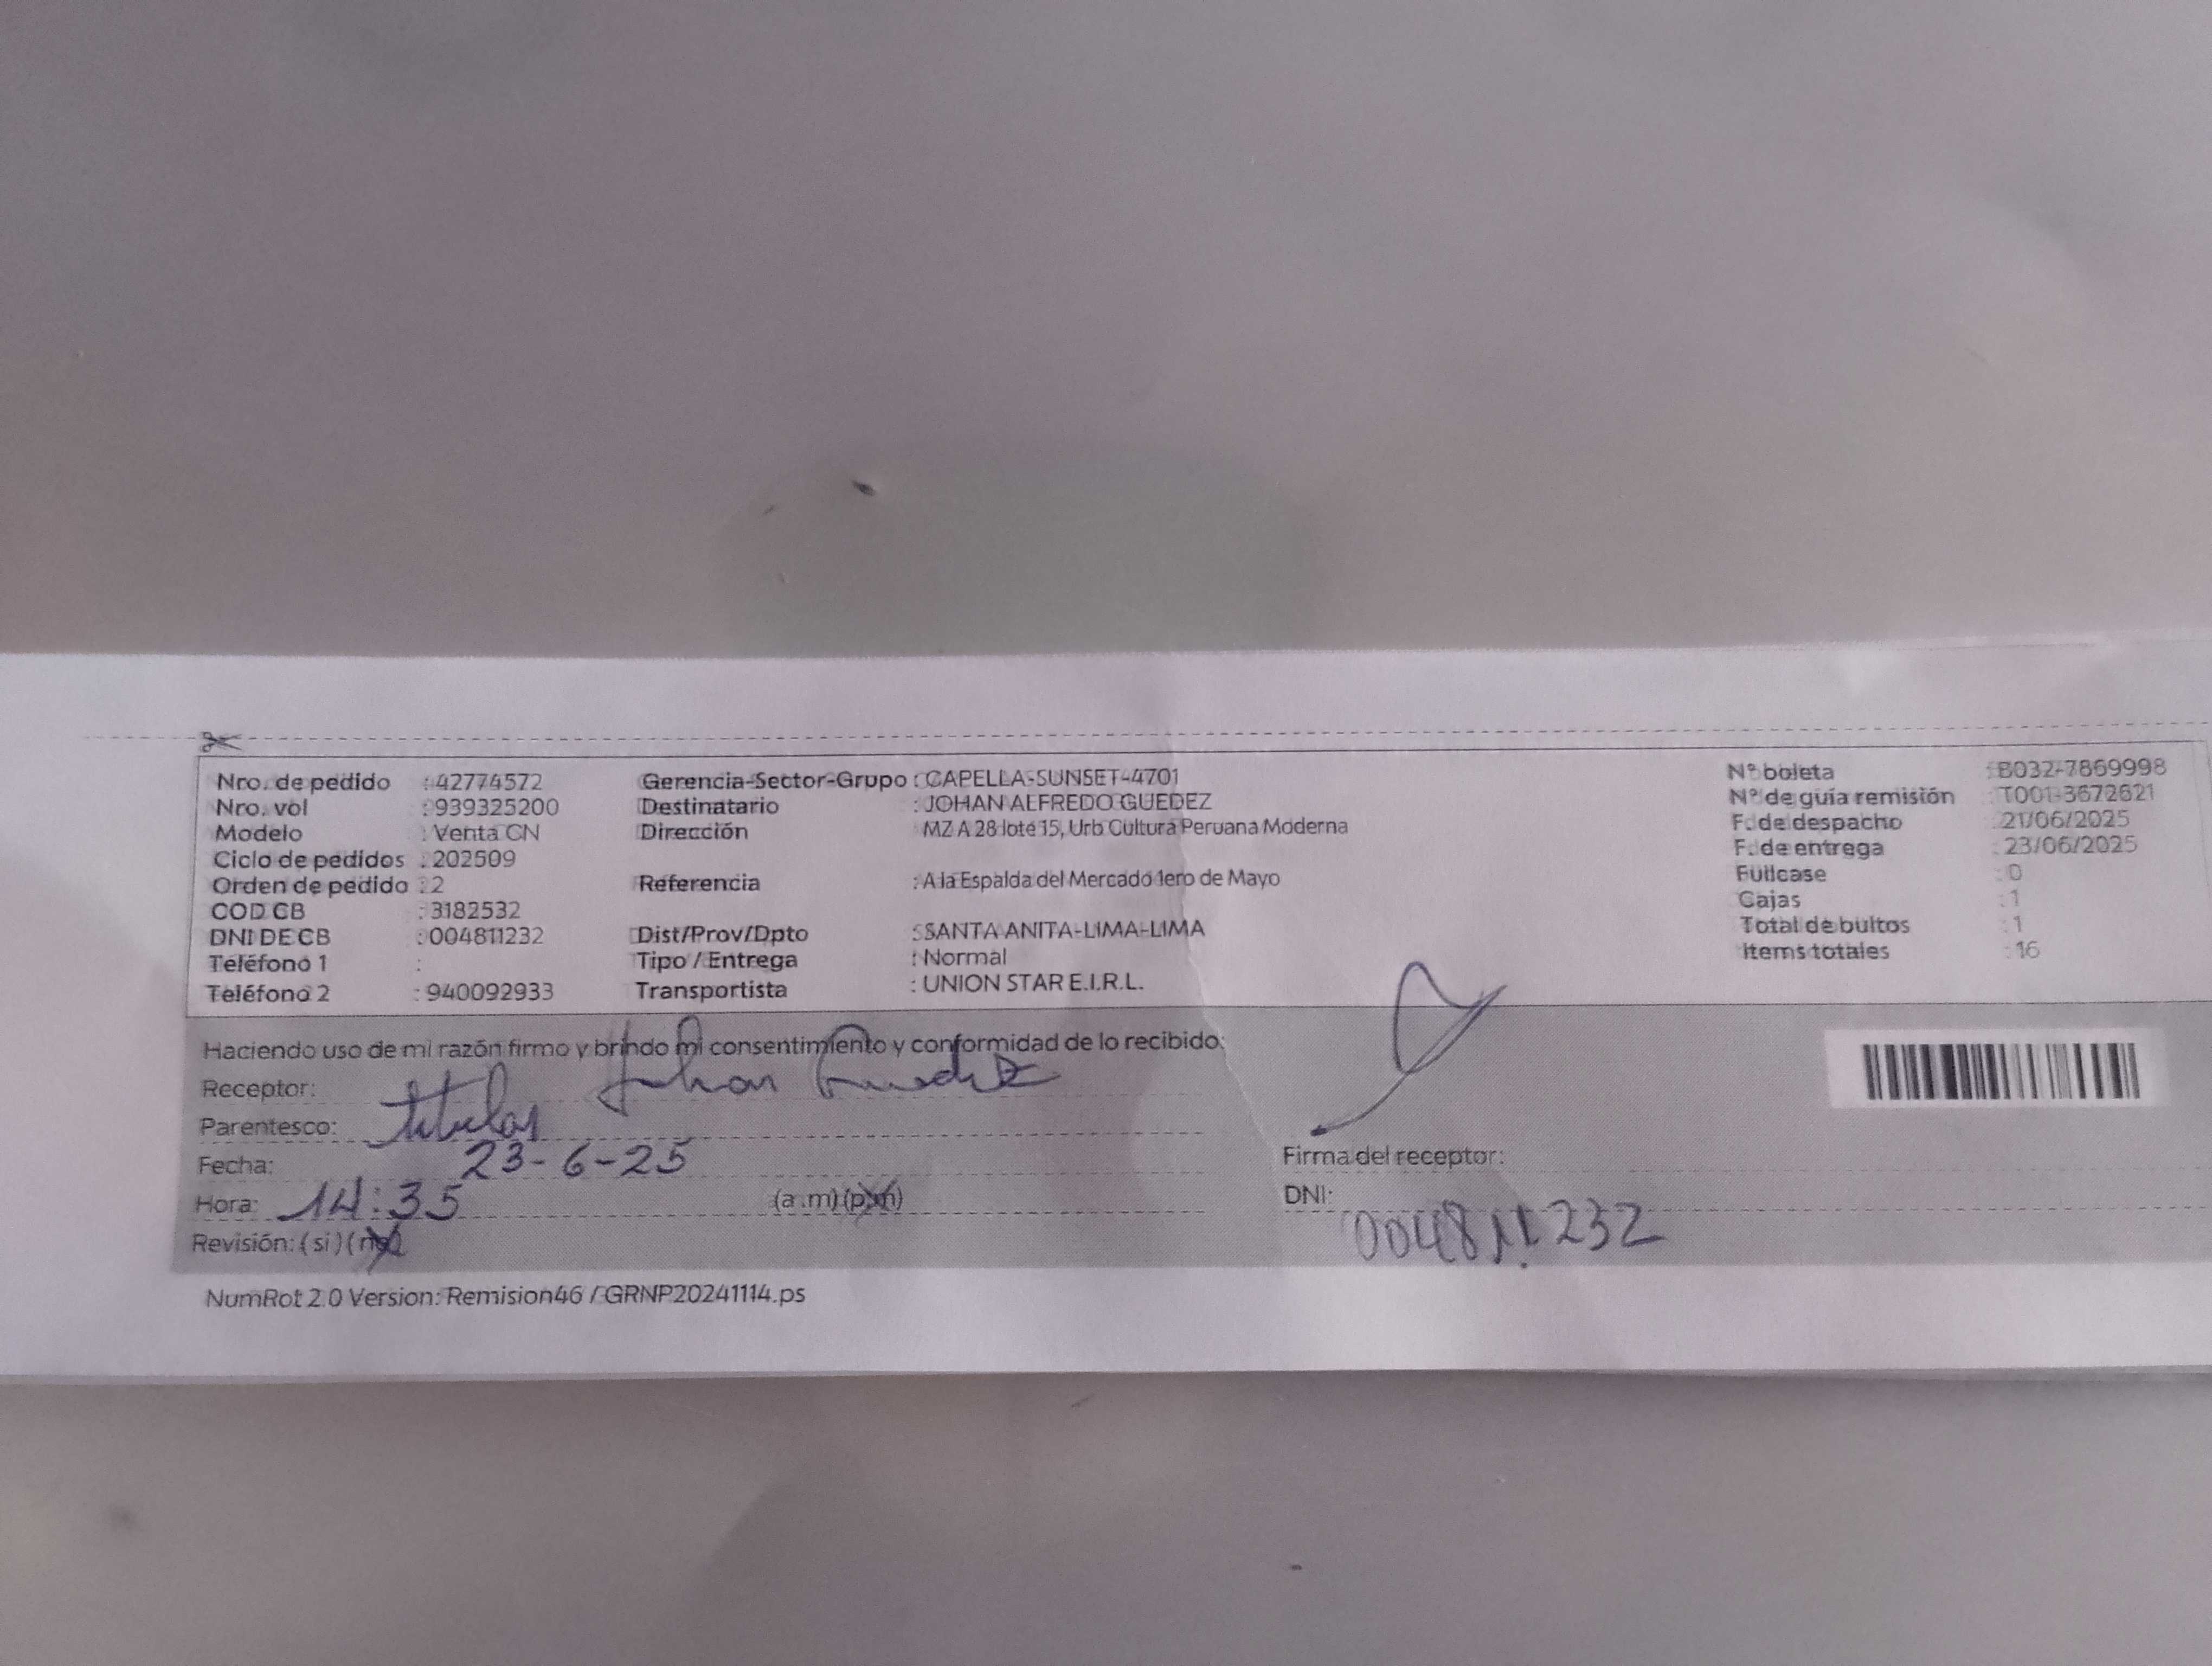 Nro. de pedido : 42774572 Gerencia-Sector-Grupo : CAPELLA-SUNSET-4701 N° boleta : B032-7869998
Nro. vol : 939325200 Destinatario : JOHAN ALFREDO GUEDEZ N° de guía remisión : T001-3672621
Modelo : Venta CN Dirección MZ A 28 lote 15, Urb Cultura Peruana Moderna F. de despacho : 21/06/2025
Ciclo de pedidos : 202509 F. de entrega : 23/06/2025
Orden de pedido : 2 Referencia : A la Espalda del Mercado 1ero de Mayo Fullcase : 0
COD CB : 3182532 Cajas : 1
DNI DE CB : 004811232 Dist/Prov/Dpto : SANTA ANITA-LIMA-LIMA Total de bultos : 1
Teléfono 1 : Tipo / Entrega : Normal Items totales : 16
Teléfono 2 : 940092933 Transportista : UNION STAR E.I.R.L.
Haciendo uso de mi razón firmo y brindo mi consentimiento y conformidad de lo recibido:
Receptor: Johan Guedez
Parentesco: titular
Fecha: 23-6-25 Firma del receptor:
Hora: 14:35 (a.m) (p.m) DNI: 004811232
Revisión: (si) (no)
NumRot 2.0 Version: Remision46 / GRNP20241114.ps